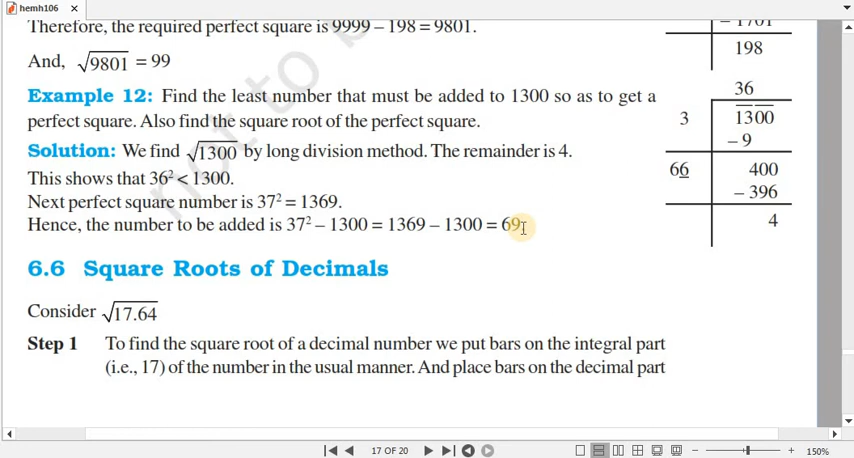 hemh106 ×
Therefore, the required perfect square is 9999 – 198 = 9801.
– 1701
198
And, √9801 = 99
Example 12: Find the least number that must be added to 1300 so as to get a
perfect square. Also find the square root of the perfect square.
Solution: We find √1300 by long division method. The remainder is 4.
This shows that 36² < 1300.
Next perfect square number is 37² = 1369.
Hence, the number to be added is 37² – 1300 = 1369 – 1300 = 69.
36
3 1300
– 9
66 400
– 396
4
6.6 Square Roots of Decimals
Consider √17.64
Step 1 To find the square root of a decimal number we put bars on the integral part
(i.e., 17) of the number in the usual manner. And place bars on the decimal part
not to b
17 OF 20
– + 150%